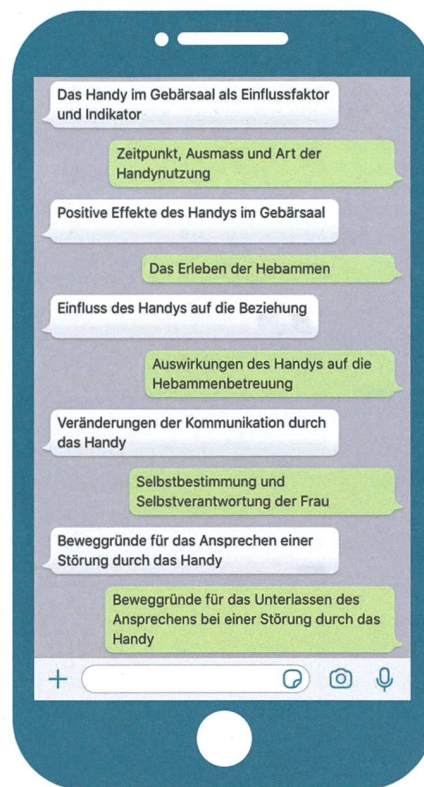 Das Handy im Gebärsaal als Einflussfaktor
und Indikator
Zeitpunkt, Ausmass und Art der
Handynutzung
Positive Effekte des Handys im Gebärsaal
Das Erleben der Hebammen
Einfluss des Handys auf die Beziehung
Auswirkungen des Handys auf die
Hebammenbetreuung
Veränderungen der Kommunikation durch
das Handy
Selbstbestimmung und
Selbstverantwortung der Frau
Beweggründe für das Ansprechen einer
Störung durch das Handy
Beweggründe für das Unterlassen des
Ansprechens bei einer Störung durch das
Handy